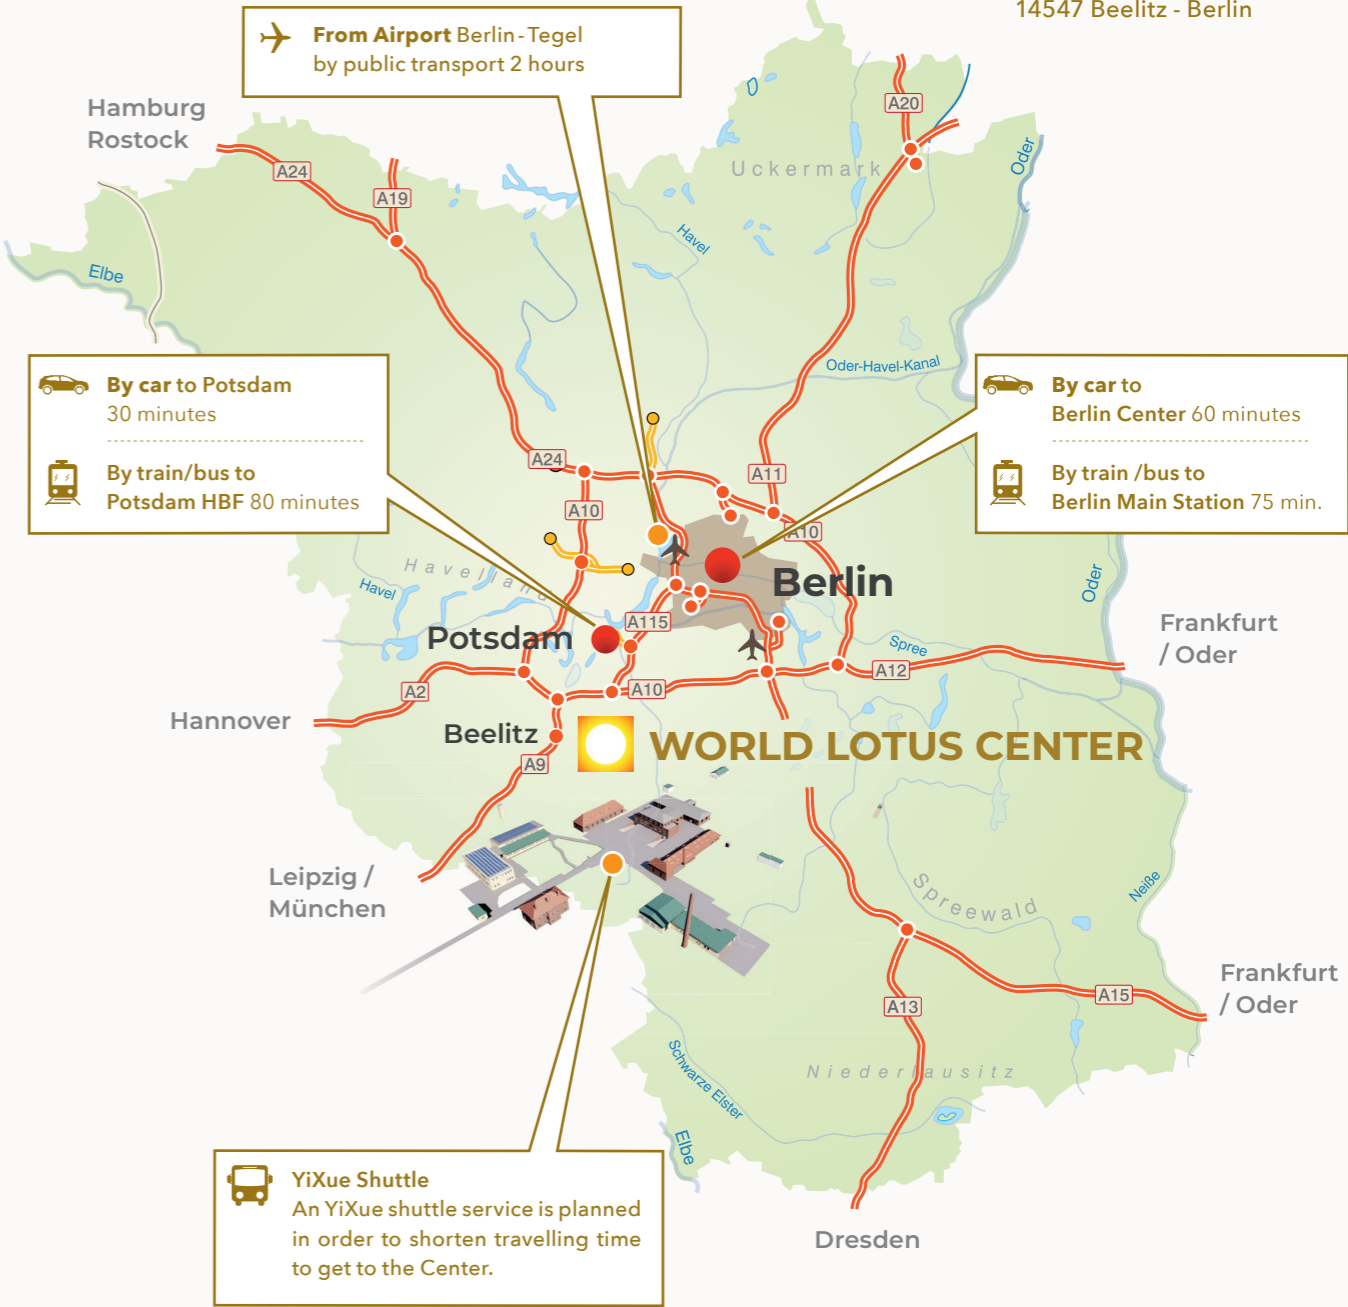 14547 Beelitz - Berlin
From Airport Berlin-Tegel
by public transport 2 hours
Hamburg
Rostock
A24
A19
A20
Uckermark
Oder
Havel
Elbe
By car to Potsdam
30 minutes
By train/bus to
Potsdam HBF 80 minutes
Oder-Havel-Kanal
By car to
Berlin Center 60 minutes
By train /bus to
Berlin Main Station 75 min.
A24
A11
A10
A10
Havelland
Havel
Berlin
Oder
Potsdam
A115
Spree
Frankfurt
/ Oder
A2
A10
A12
Hannover
Beelitz
WORLD LOTUS CENTER
A9
Leipzig /
München
Spreewald
Neiße
Frankfurt
/ Oder
A15
A13
Schwarze Elster
Niederlausitz
Elbe
YiXue Shuttle
An YiXue shuttle service is planned
in order to shorten travelling time
to get to the Center.
Dresden